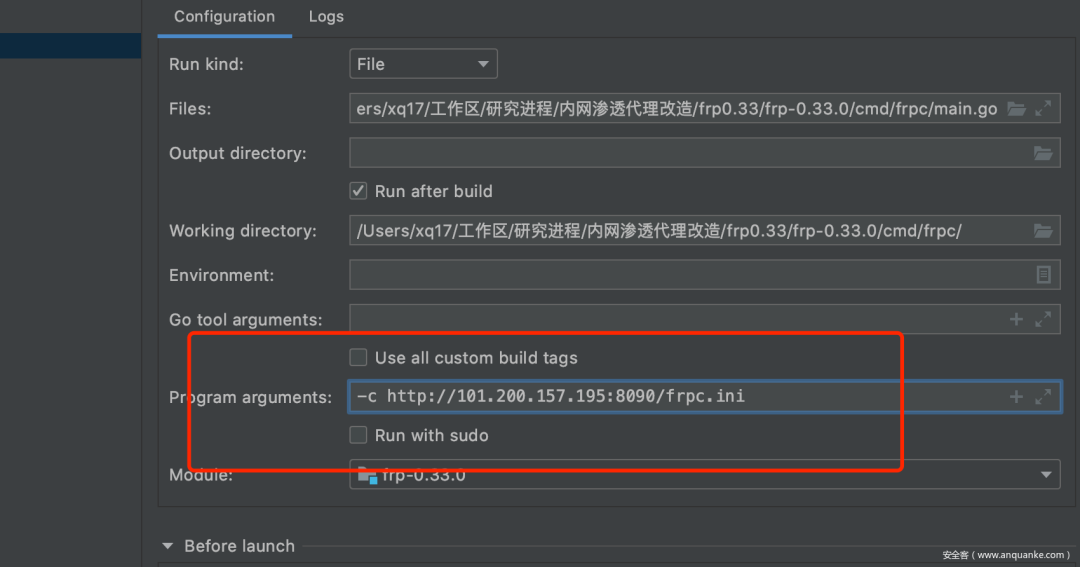 Configuration Logs
Run kind: File
Files: ers/xq17/工作区/研究进程/内网渗透代理改造/frp0.33/frp-0.33.0/cmd/frpc/main.go
Output directory:
Run after build
Working directory: /Users/xq17/工作区/研究进程/内网渗透代理改造/frp0.33/frp-0.33.0/cmd/frpc/
Environment:
Go tool arguments:
Use all custom build tags
Program arguments: -c http://101.200.157.195:8090/frpc.ini
Run with sudo
Module: frp-0.33.0
Before launch
安全客（www.anquanke.com）